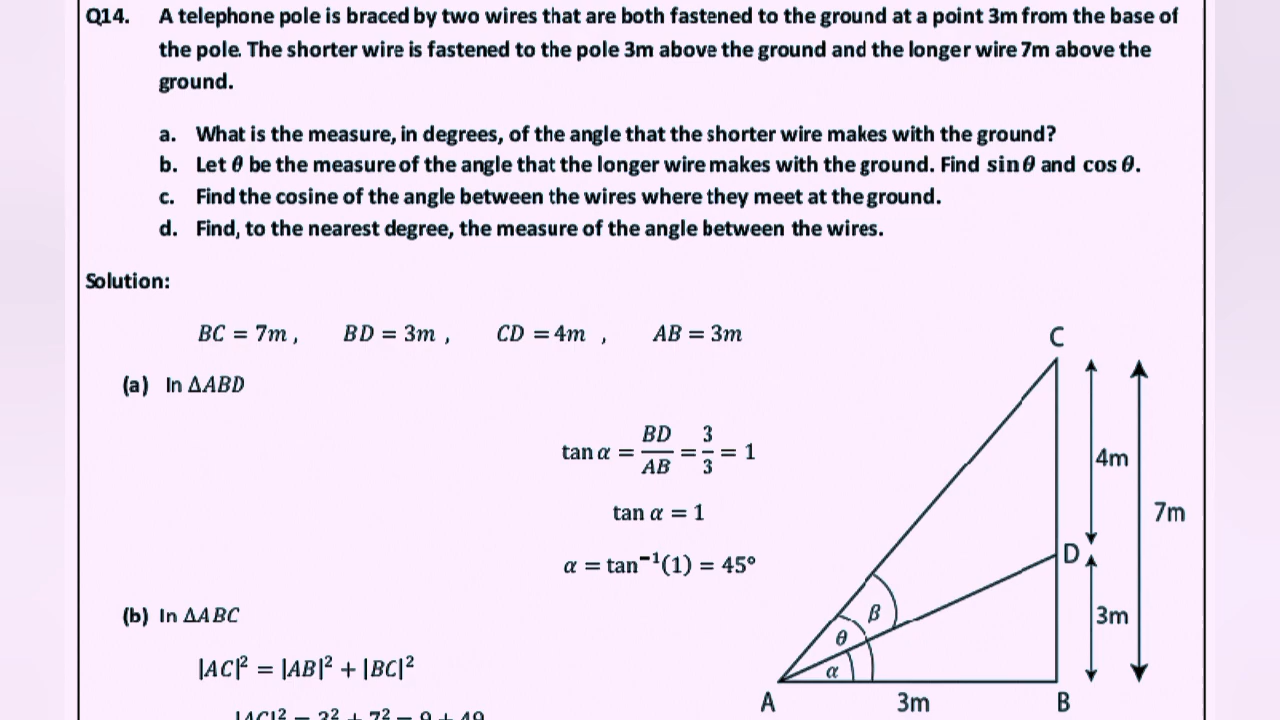 Q14. A telephone pole is braced by two wires that are both fastened to the ground at a point 3m from the base of
the pole. The shorter wire is fastened to the pole 3m above the ground and the longer wire 7m above the
ground.
a. What is the measure, in degrees, of the angle that the shorter wire makes with the ground?
b. Let θ be the measure of the angle that the longer wire makes with the ground. Find sin θ and cos θ.
c. Find the cosine of the angle between the wires where they meet at the ground.
d. Find, to the nearest degree, the measure of the angle between the wires.
Solution:
BC = 7m , BD = 3m , CD = 4m , AB = 3m
(a) In ΔABD
tan α = BD/AB = 3/3 = 1
tan α = 1
α = tan⁻¹(1) = 45°
(b) In ΔABC
|AC|² = |AB|² + |BC|²
|AC|² = 3² + 7² = 9 + 49
C
4m
7m
D
3m
β
θ
α
A
3m
B